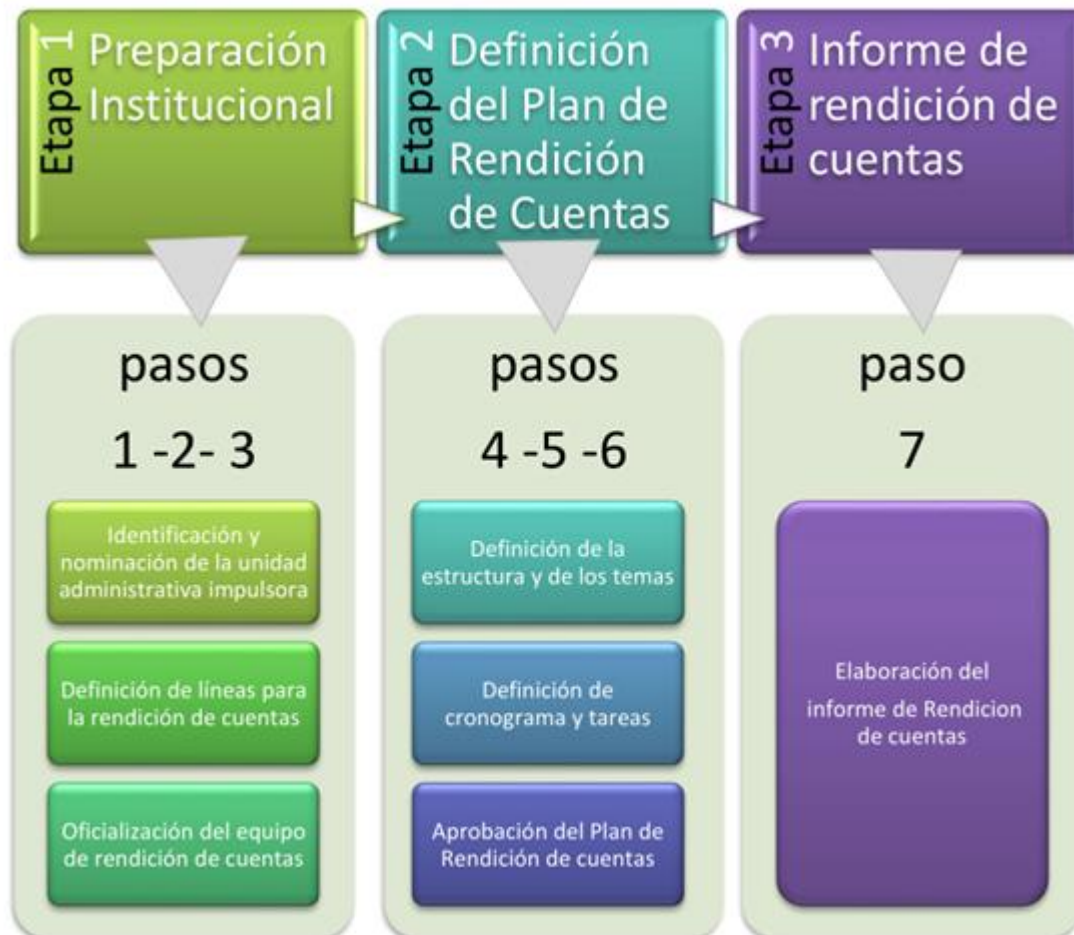 Etapa 1
Preparación
Institucional
Etapa 2
Definición
del Plan de
Rendición
de Cuentas
Etapa 3
Informe de
rendición de
cuentas
pasos
1 -2- 3
Identificación y
nominación de la unidad
administrativa impulsora
Definición de líneas para
la rendición de cuentas
Oficialización del equipo
de rendición de cuentas
pasos
4 -5 -6
Definición de la
estructura y de los temas
Definición de
cronograma y tareas
Aprobación del Plan de
Rendición de cuentas
paso
7
Elaboración del
informe de Rendicion
de cuentas